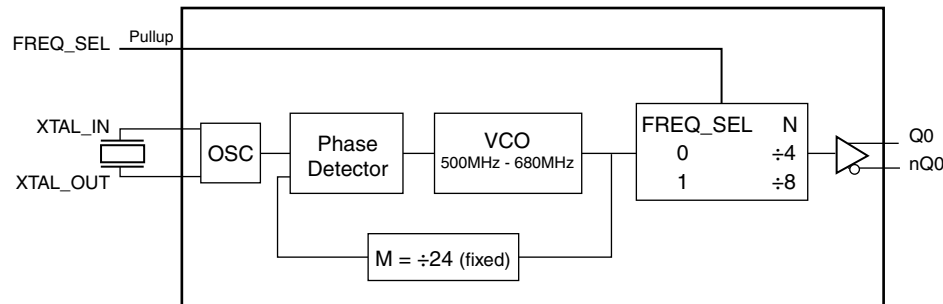 FREQ_SEL Pullup
XTAL_IN
XTAL_OUT
OSC
Phase
Detector
VCO
500MHz - 680MHz
M = ÷24 (fixed)
FREQ_SEL N
0 ÷4
1 ÷8
Q0
nQ0